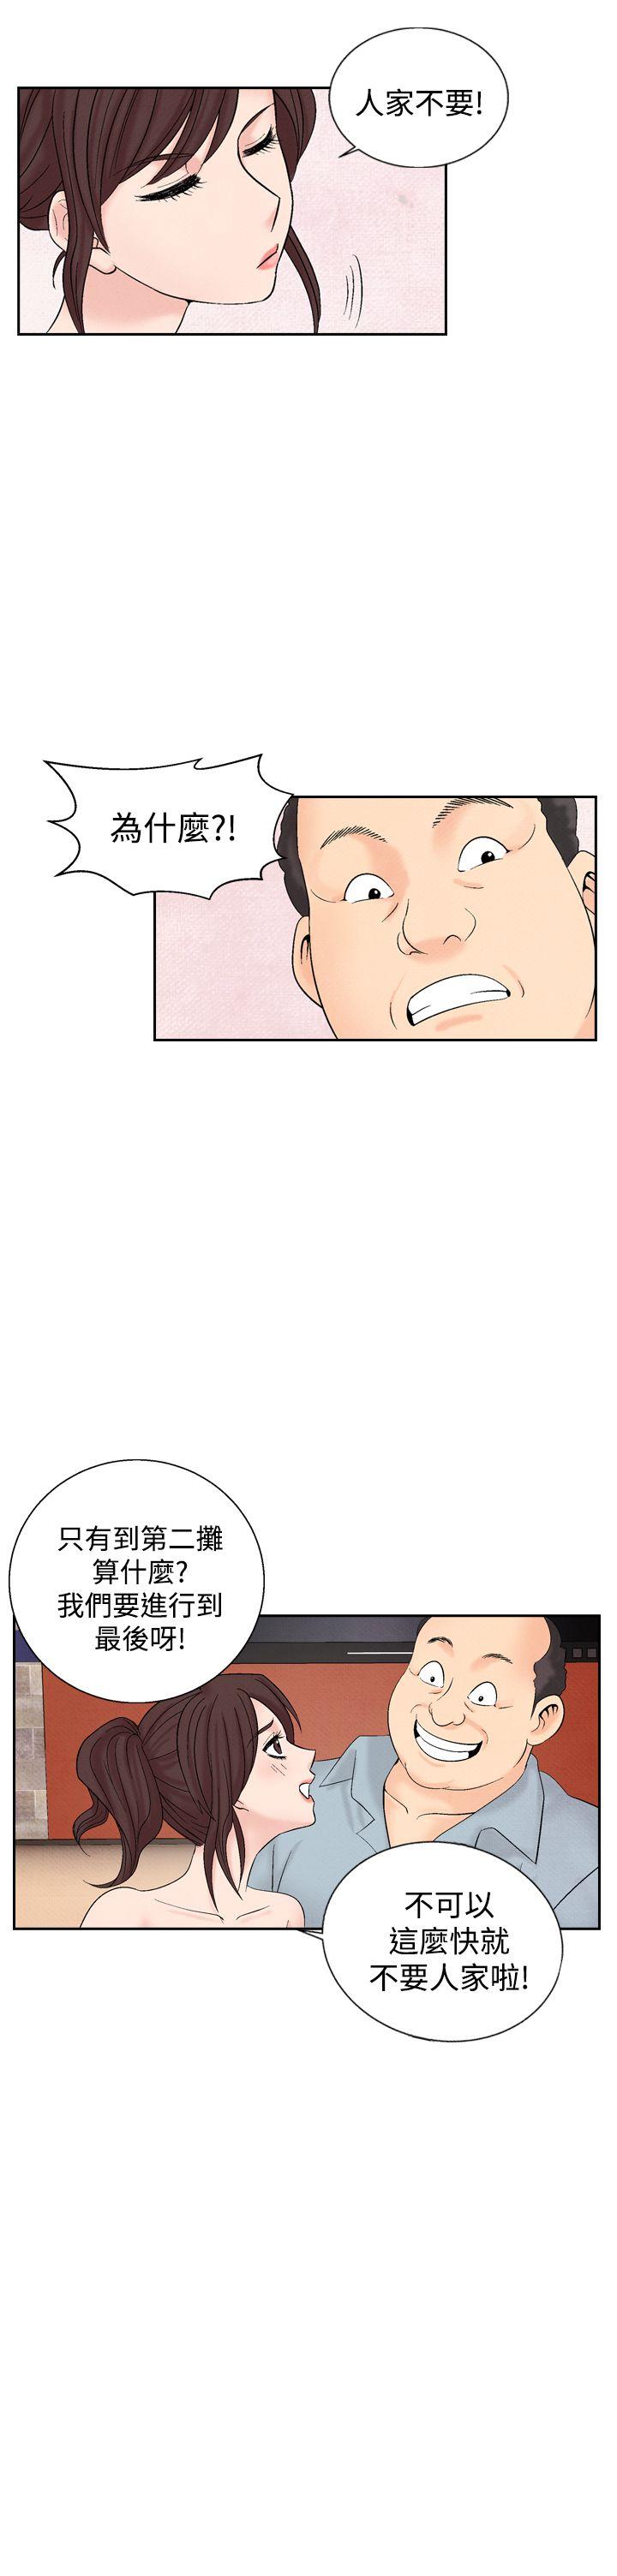 人家不要!
為什麼?!
只有到第二攤
算什麼?
我們要進行到
最後呀!
不可以
這麼快就
不要人家啦!